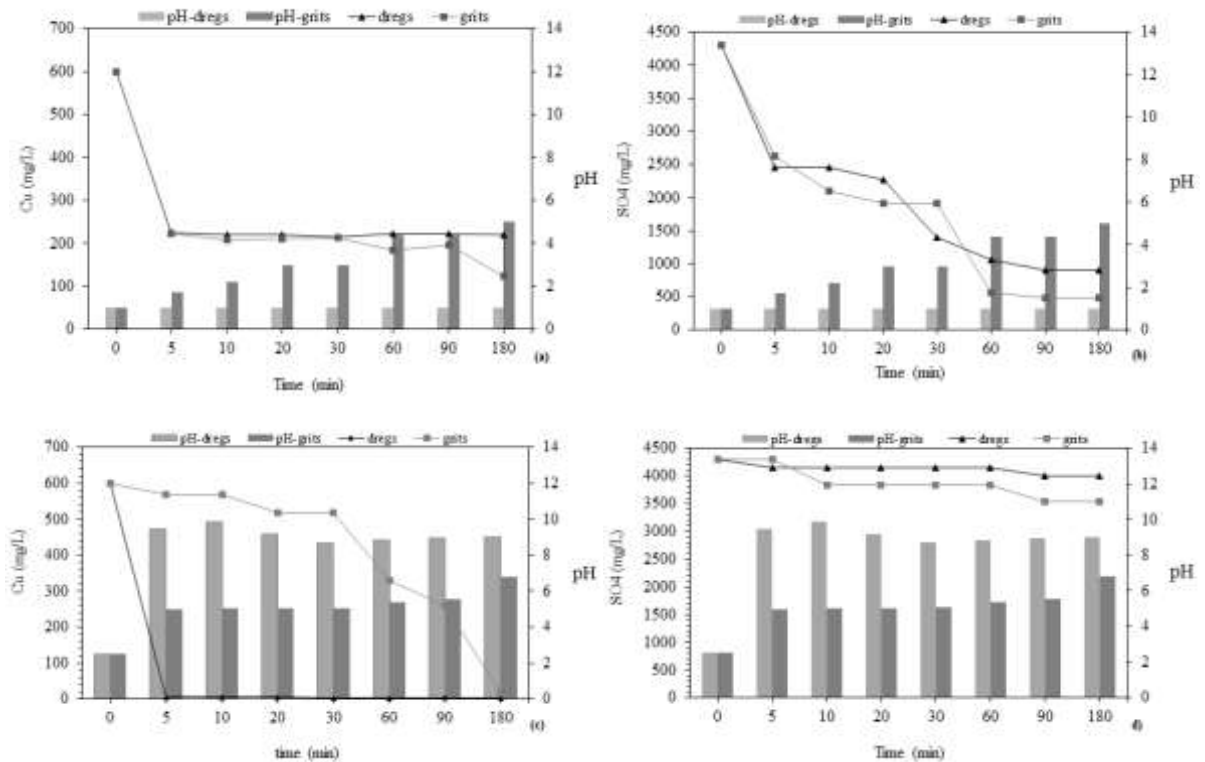 pH-dregs pH-grits dregs grits
700 14
600 12
500 10
400 8
300 6
200 4
100 2
0 0
Cu (mg/L)
pH
0 5 10 20 30 60 90 180
Time (min)
(a)
pH-dregs pH-grits dregs grits
4500 14
4000 12
3500 10
3000 8
2500 6
2000 4
1500 2
1000 0
500
0
SO4 (mg/L)
pH
0 5 10 20 30 60 90 180
Time (min)
(b)
pH-dregs pH-grits dregs grits
700 14
600 12
500 10
400 8
300 6
200 4
100 2
0 0
Cu (mg/L)
pH
0 5 10 20 30 60 90 180
time (min)
(c)
pH-dregs pH-grits dregs grits
4500 14
4000 12
3500 10
3000 8
2500 6
2000 4
1500 2
1000 0
500
0
SO4 (mg/L)
pH
0 5 10 20 30 60 90 180
Time (min)
d)